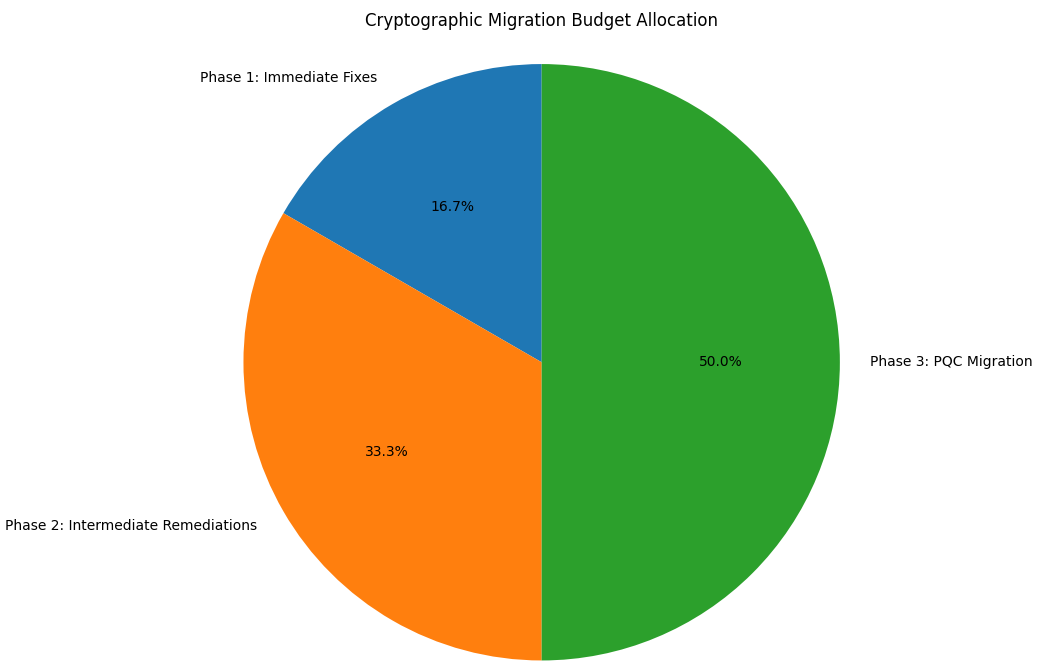 Cryptographic Migration Budget Allocation
Phase 1: Immediate Fixes
16.7%
50.0%
Phase 3: PQC Migration
33.3%
Phase 2: Intermediate Remediations